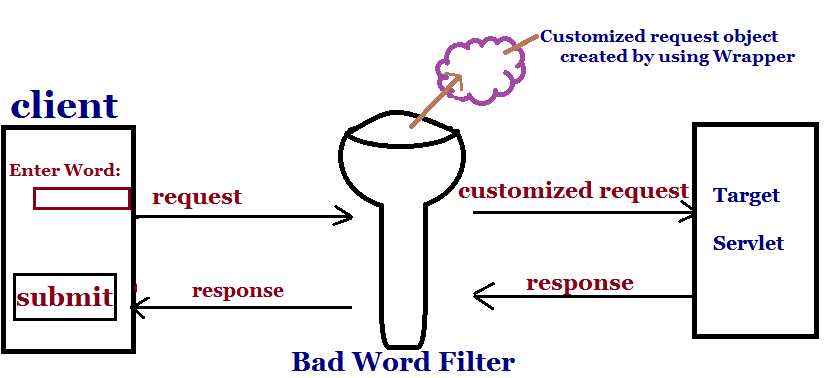 Customized request object
created by using Wrapper
client
Enter Word:
request
customized request
Target
Servlet
submit
response
response
Bad Word Filter